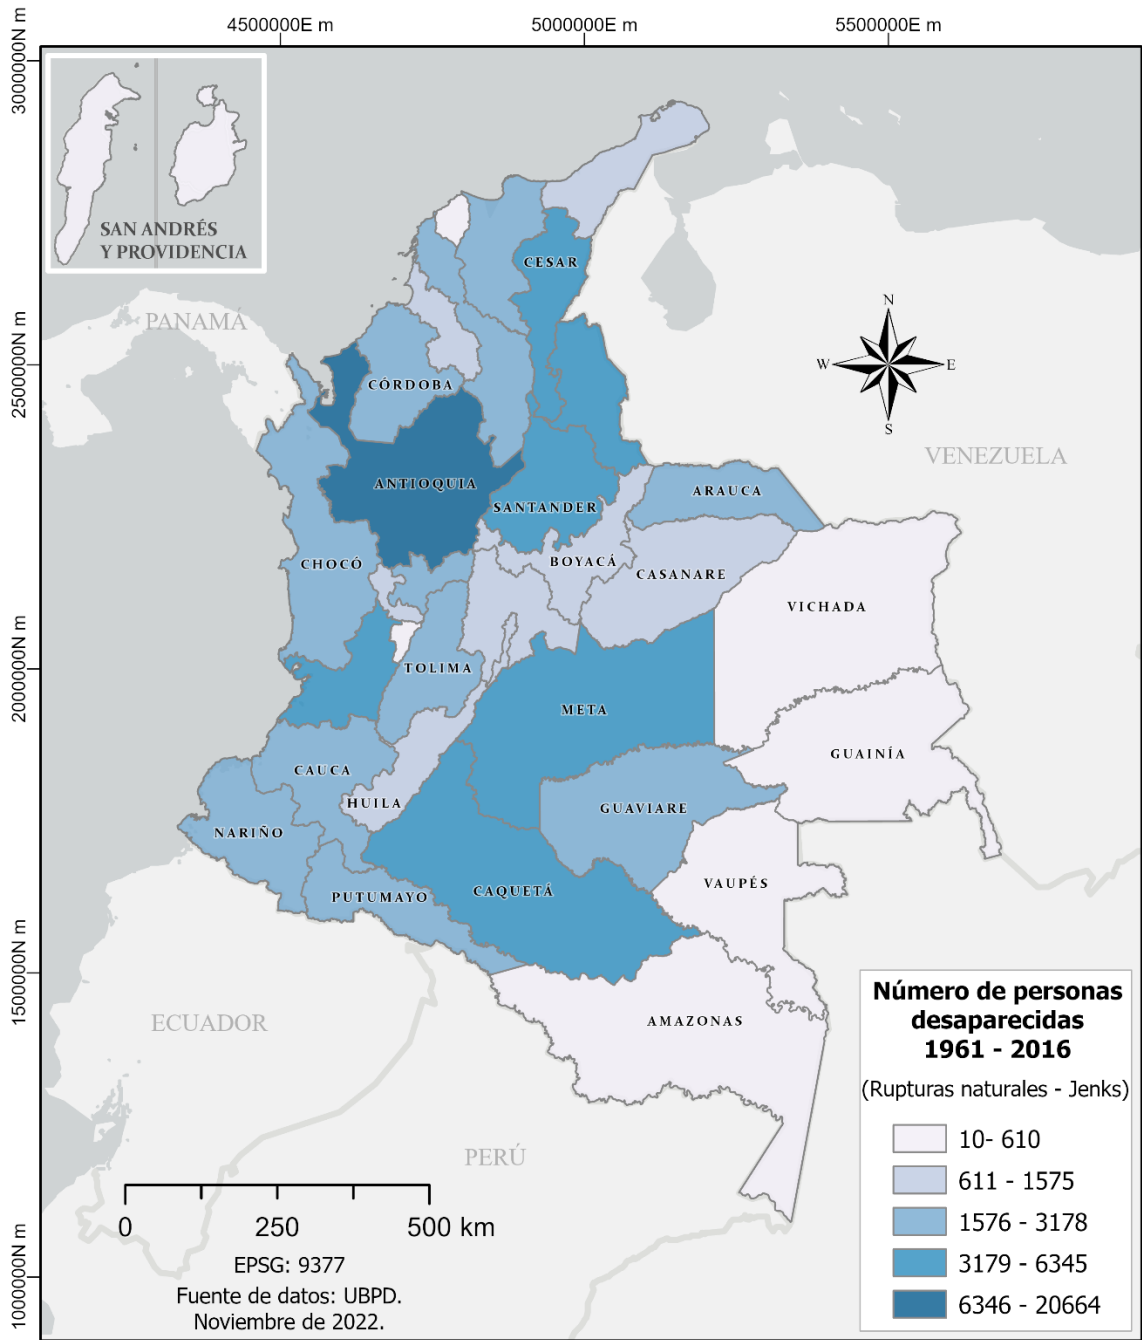 4500000E m
5000000E m
5500000E m
3000000N m
2500000N m
2000000N m
1500000N m
1000000N m
SAN ANDRÉS
Y PROVIDENCIA
PANAMÁ
CESAR
N
W
E
S
CÓRDOBA
VENEZUELA
ANTIOQUIA
ARAUCA
SANTANDER
CHOCÓ
BOYACÁ
CASANARE
VICHADA
TOLIMA
META
GUAINÍA
CAUCA
HUILA
GUAVIARE
NARIÑO
VAUPÉS
CAQUETÁ
PUTUMAYO
ECUADOR
AMAZONAS
PERÚ
Número de personas
desaparecidas
1961 - 2016
(Rupturas naturales - Jenks)
10- 610
611 - 1575
1576 - 3178
3179 - 6345
6346 - 20664
0
250
500 km
EPSG: 9377
Fuente de datos: UBPD.
Noviembre de 2022.